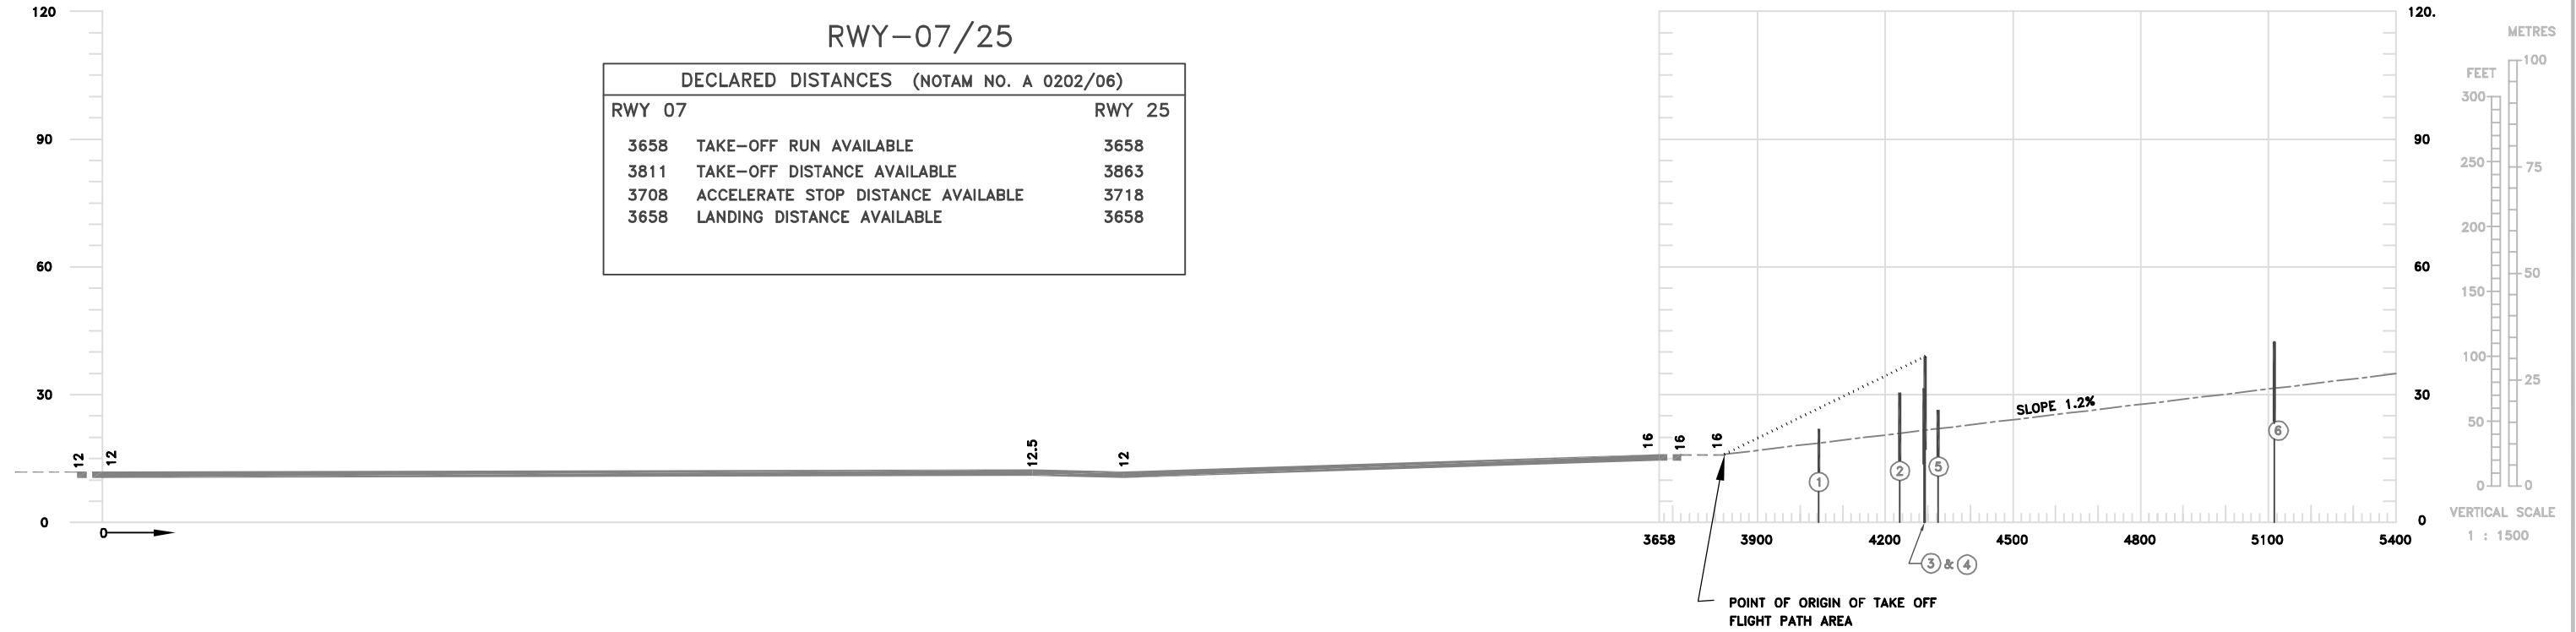 120
90
60
30
0
RWY-07/25
DECLARED DISTANCES (NOTAM NO. A 0202/06)
RWY 07 RWY 25
3658 TAKE-OFF RUN AVAILABLE 3658
3811 TAKE-OFF DISTANCE AVAILABLE 3863
3708 ACCELERATE STOP DISTANCE AVAILABLE 3718
3658 LANDING DISTANCE AVAILABLE 3658
12
12
12.5
12
16
16
16
0
SLOPE 1.2%
1
2
5
6
3 & 4
3658 3900 4200 4500 4800 5100 5400
POINT OF ORIGIN OF TAKE OFF
FLIGHT PATH AREA
120.
90
60
30
0
METRES
FEET
300
250
200
150
100
50
0
100
75
50
25
0
VERTICAL SCALE
1 : 1500